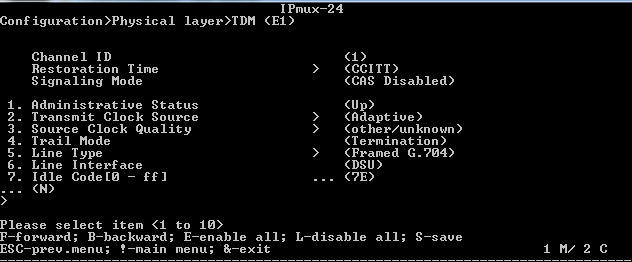 IPmux-24
Configuration>Physical layer>TDM (E1)
Channel ID (1)
Restoration Time > (CCITT)
Signaling Mode (CAS Disabled)
1. Administrative Status (Up)
2. Transmit Clock Source > (Adaptive)
3. Source Clock Quality > (other/unknown)
4. Trail Mode (Termination)
5. Line Type > (Framed G.704)
6. Line Interface (DSU)
7. Idle Code[0 - ff] ... (7E)
... (N)
>
Please select item <1 to 10>
F-forward; B-backward; E-enable all; L-disable all; S-save
ESC-prev.menu; !-main menu; &-exit 1 M/ 2 C